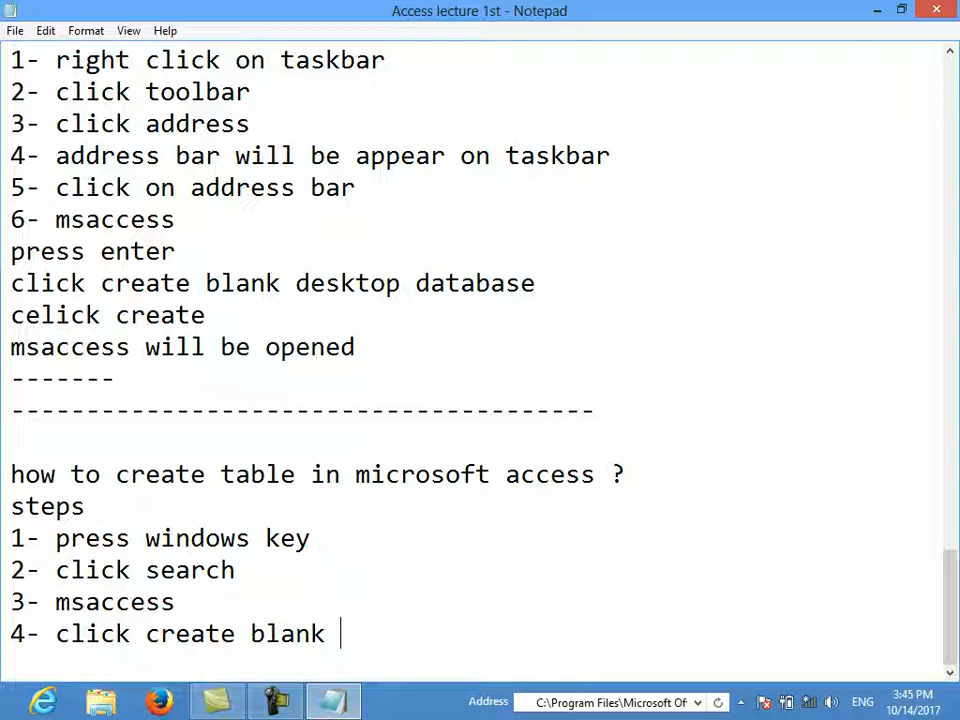 Access lecture 1st - Notepad
File Edit Format View Help
1- right click on taskbar
2- click toolbar
3- click address
4- address bar will be appear on taskbar
5- click on address bar
6- msaccess
press enter
click create blank desktop database
celick create
msaccess will be opened
-------
---------------------------------------
how to create table in microsoft access ?
steps
1- press windows key
2- click search
3- msaccess
4- click create blank
Address C:\Program Files\Microsoft Of ENG 3:45 PM
10/14/2017